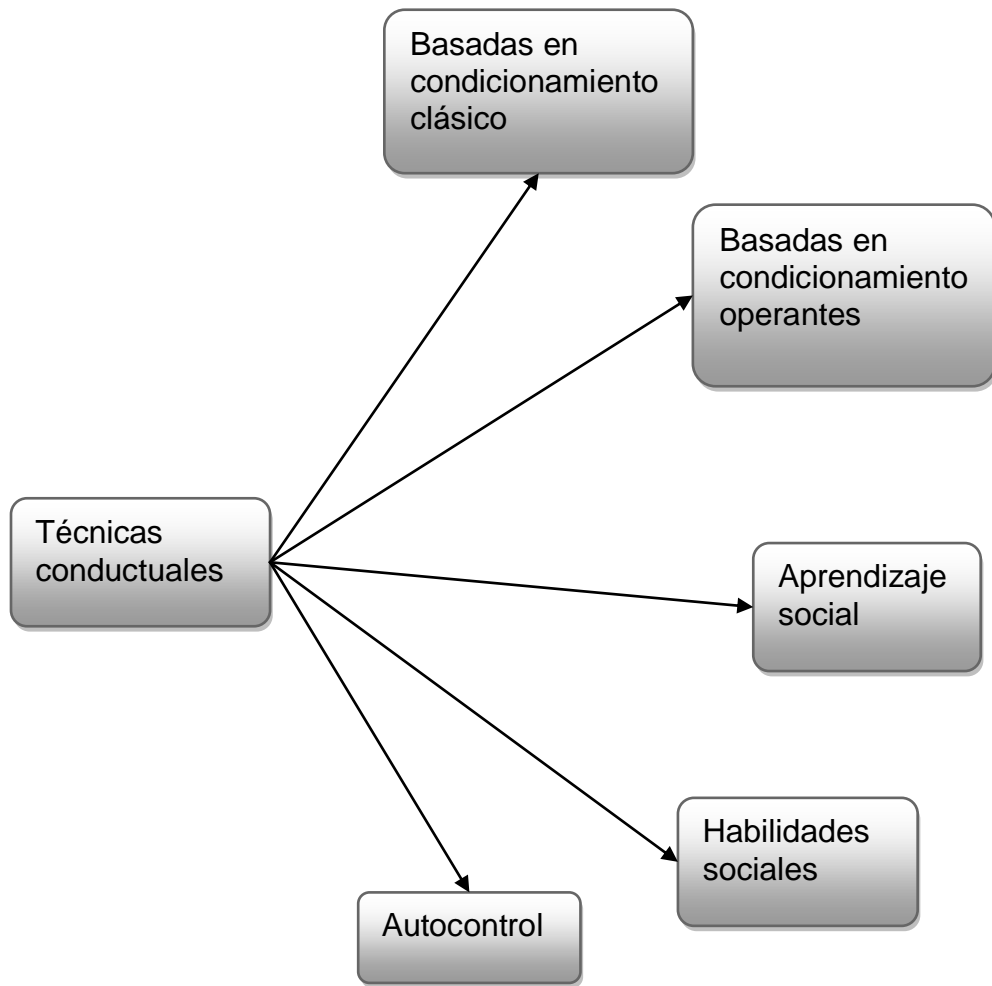 Basadas en
condicionamiento
clásico
Basadas en
condicionamiento
operantes
Técnicas
conductuales
Aprendizaje
social
Habilidades
sociales
Autocontrol